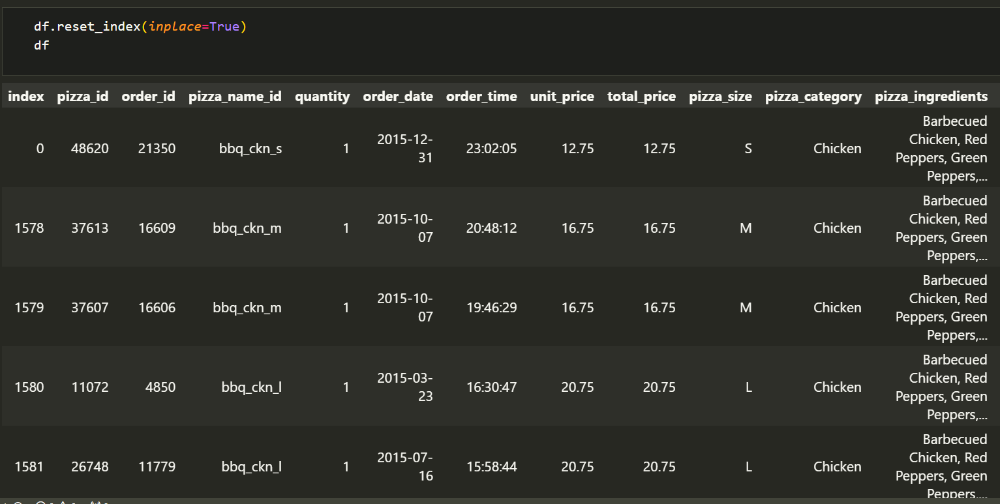 df.reset_index(inplace=True)
df
index pizza_id order_id pizza_name_id quantity order_date order_time unit_price total_price pizza_size pizza_category pizza_ingredients
0 48620 21350 bbq_ckn_s 1 2015-12-31 23:02:05 12.75 12.75 S Chicken Barbecued Chicken, Red Peppers, Green Peppers,...
1578 37613 16609 bbq_ckn_m 1 2015-10-07 20:48:12 16.75 16.75 M Chicken Barbecued Chicken, Red Peppers, Green Peppers,...
1579 37607 16606 bbq_ckn_m 1 2015-10-07 19:46:29 16.75 16.75 M Chicken Barbecued Chicken, Red Peppers, Green Peppers,...
1580 11072 4850 bbq_ckn_l 1 2015-03-23 16:30:47 20.75 20.75 L Chicken Barbecued Chicken, Red Peppers, Green Peppers,...
1581 26748 11779 bbq_ckn_l 1 2015-07-16 15:58:44 20.75 20.75 L Chicken Barbecued Chicken, Red Peppers, Green Peppers,...